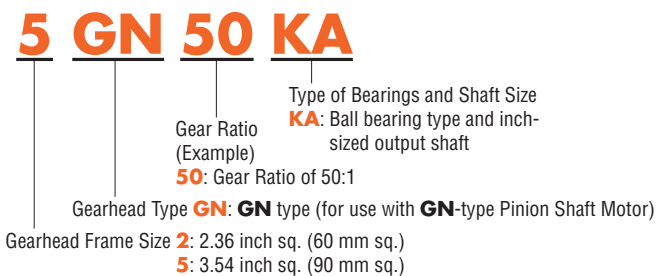 5 GN 50 KA
Type of Bearings and Shaft Size
KA: Ball bearing type and inch-
sized output shaft
Gear Ratio
(Example)
50: Gear Ratio of 50:1
Gearhead Type GN: GN type (for use with GN-type Pinion Shaft Motor)
Gearhead Frame Size 2: 2.36 inch sq. (60 mm sq.)
5: 3.54 inch sq. (90 mm sq.)